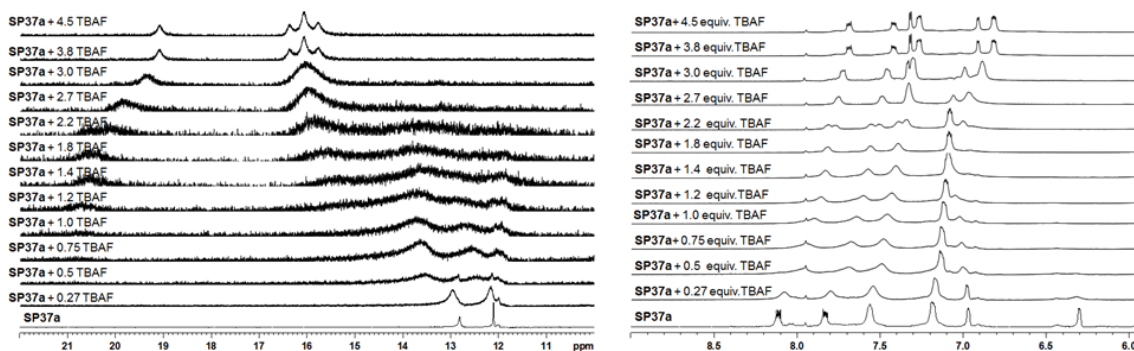 SP37a + 4.5 TBAF
SP37a + 3.8 TBAF
SP37a + 3.0 TBAF
SP37a + 2.7 TBAF
SP37a + 2.2 TBAF
SP37a + 1.8 TBAF
SP37a + 1.4 TBAF
SP37a + 1.2 TBAF
SP37a + 1.0 TBAF
SP37a + 0.75 TBAF
SP37a + 0.5 TBAF
SP37a + 0.27 TBAF
SP37a
21 20 19 18 17 16 15 14 13 12 ppm 11
SP37a + 4.5 equiv. TBAF
SP37a + 3.8 equiv.TBAF
SP37a + 3.0 equiv.TBAF
SP37a + 2.7 equiv. TBAF
SP37a + 2.2 equiv. TBAF
SP37a + 1.8 equiv. TBAF
SP37a + 1.4 equiv. TBAF
SP37a + 1.2 equiv.TBAF
SP37a + 1.0 equiv. TBAF
SP37a + 0.75 equiv. TBAF
SP37a + 0.5 equiv. TBAF
SP37a + 0.27 equiv.TBAF
SP37a
8.5 8.0 7.5 7.0 6.5 6.0